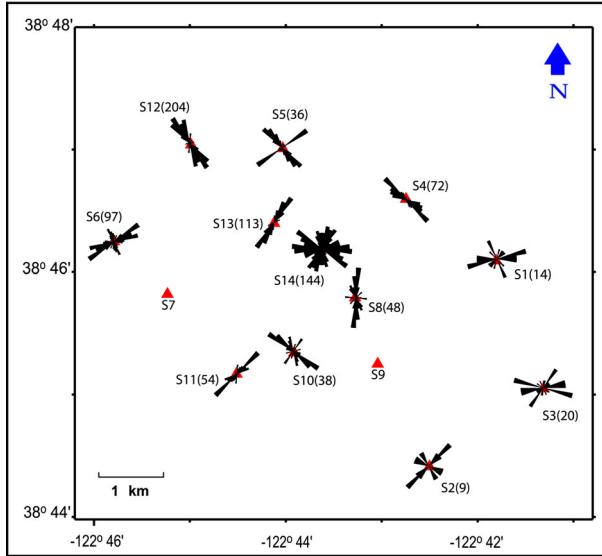 38° 48'
N
S12(204)
S5(36)
S4(72)
S6(97)
S13(113)
38° 46'
S1(14)
S14(144)
S7
S8(48)
S11(54)
S10(38)
S9
S3(20)
1 km
S2(9)
38° 44'
-122° 46' -122° 44' -122° 42'